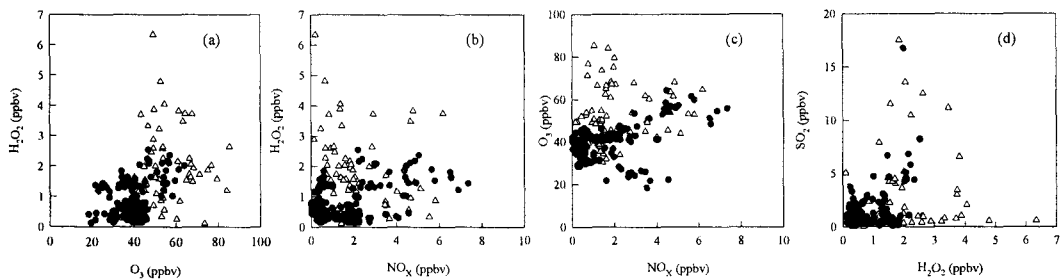 (a)
H₂O₂ (ppbv)
7
6
5
4
3
2
1
0
0 20 40 60 80 100
O₃ (ppbv)
(b)
H₂O₂ (ppbv)
7
6
5
4
3
2
1
0
0 2 4 6 8 10
NOX (ppbv)
(c)
O₃ (ppbv)
100
80
60
40
20
0
0 2 4 6 8 10
NOX (ppbv)
(d)
SO₂ (ppbv)
20
15
10
5
0
0 1 2 3 4 5 6 7
H₂O₂ (ppbv)